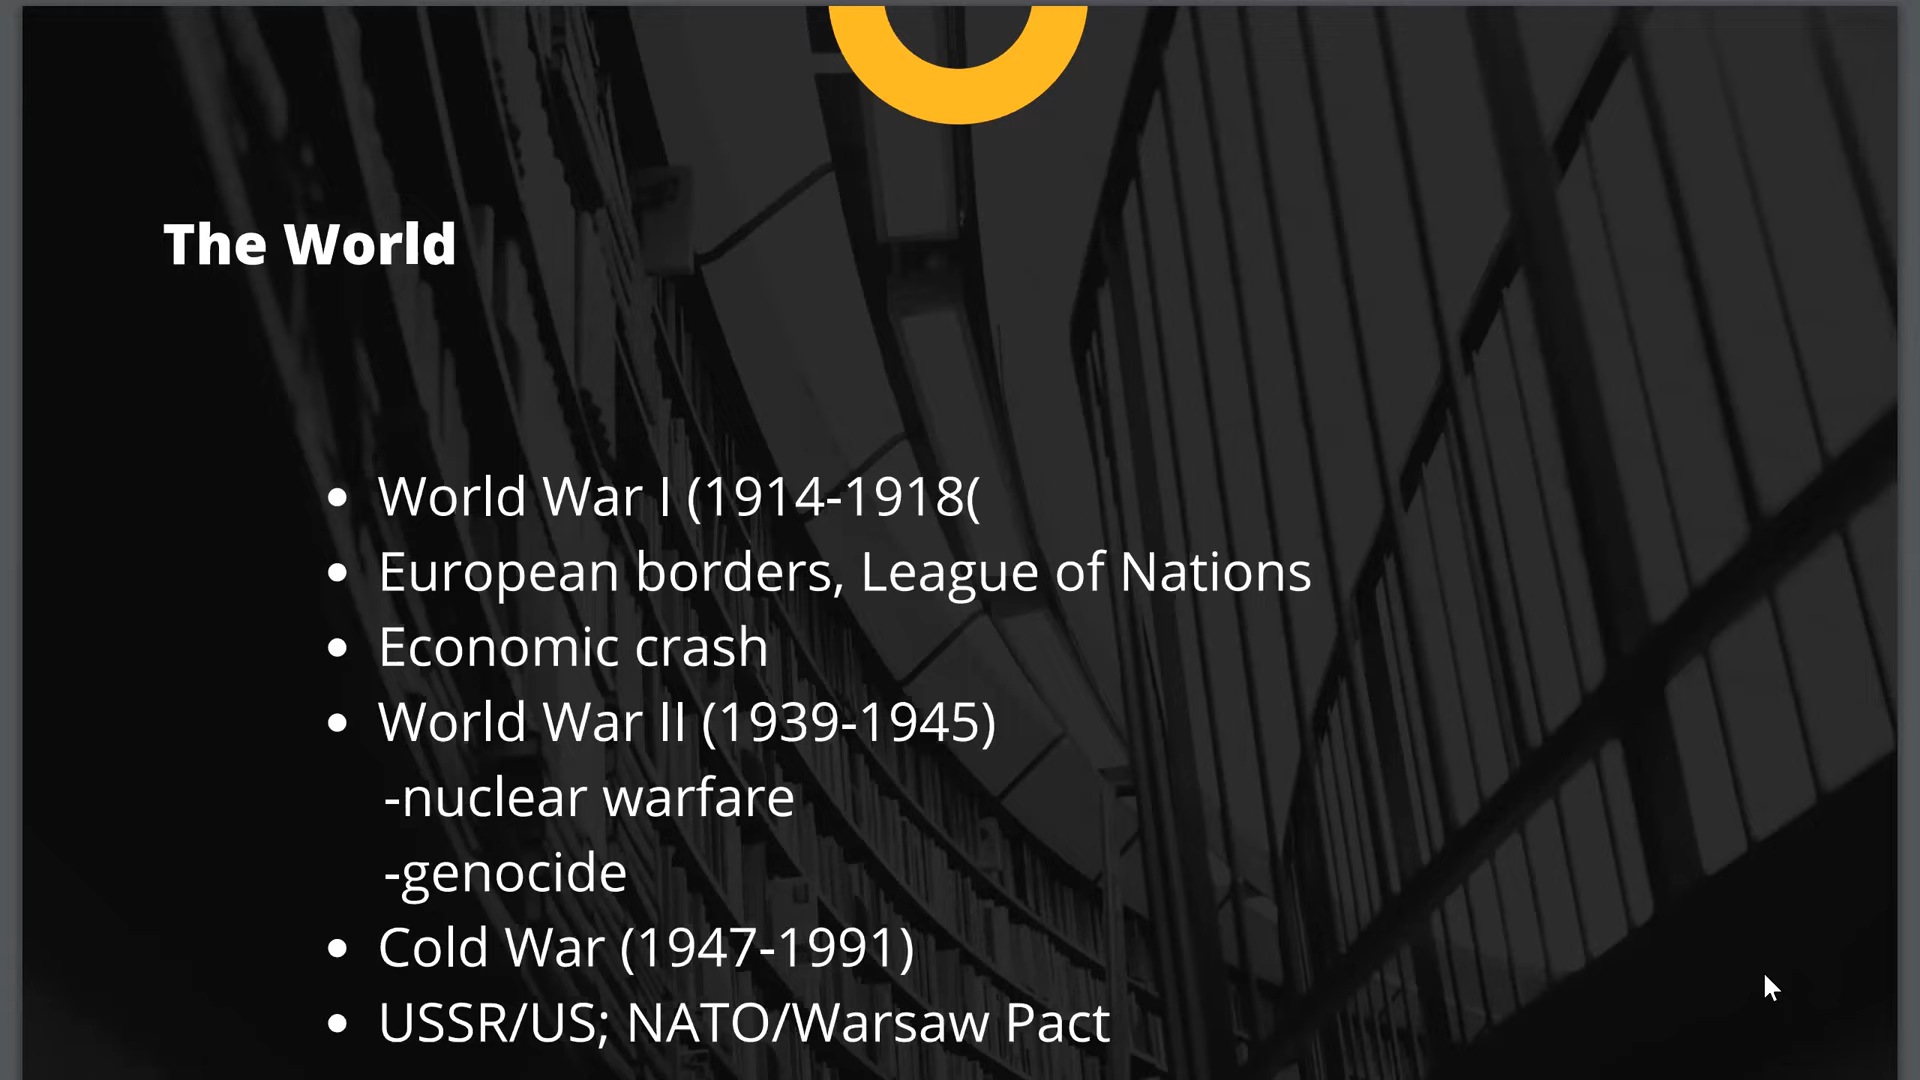 The World
• World War I (1914-1918(
• European borders, League of Nations
• Economic crash
• World War II (1939-1945)
-nuclear warfare
-genocide
• Cold War (1947-1991)
• USSR/US; NATO/Warsaw Pact